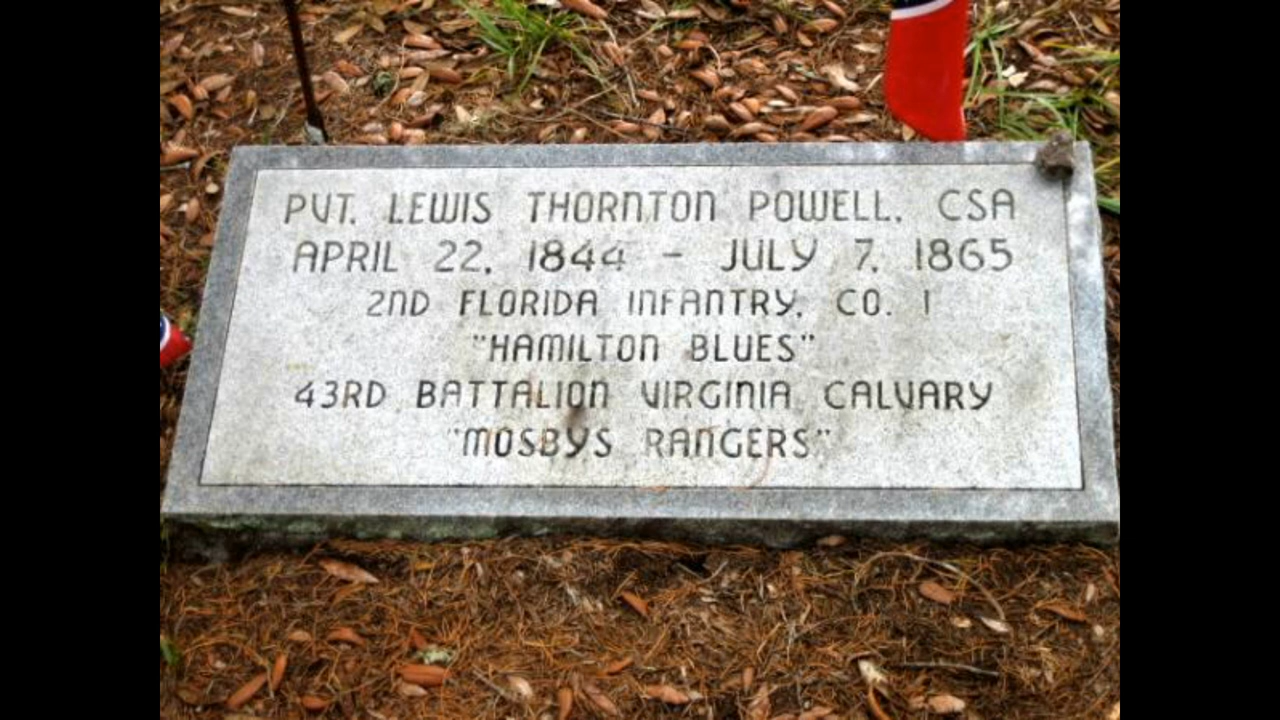 PVT. LEWIS THORNTON POWELL, CSA
APRIL 22, 1844 - JULY 7, 1865
2ND FLORIDA INFANTRY, CO. I
"HAMILTON BLUES"
43RD BATTALION VIRGINIA CALVARY
"MOSBYS RANGERS"